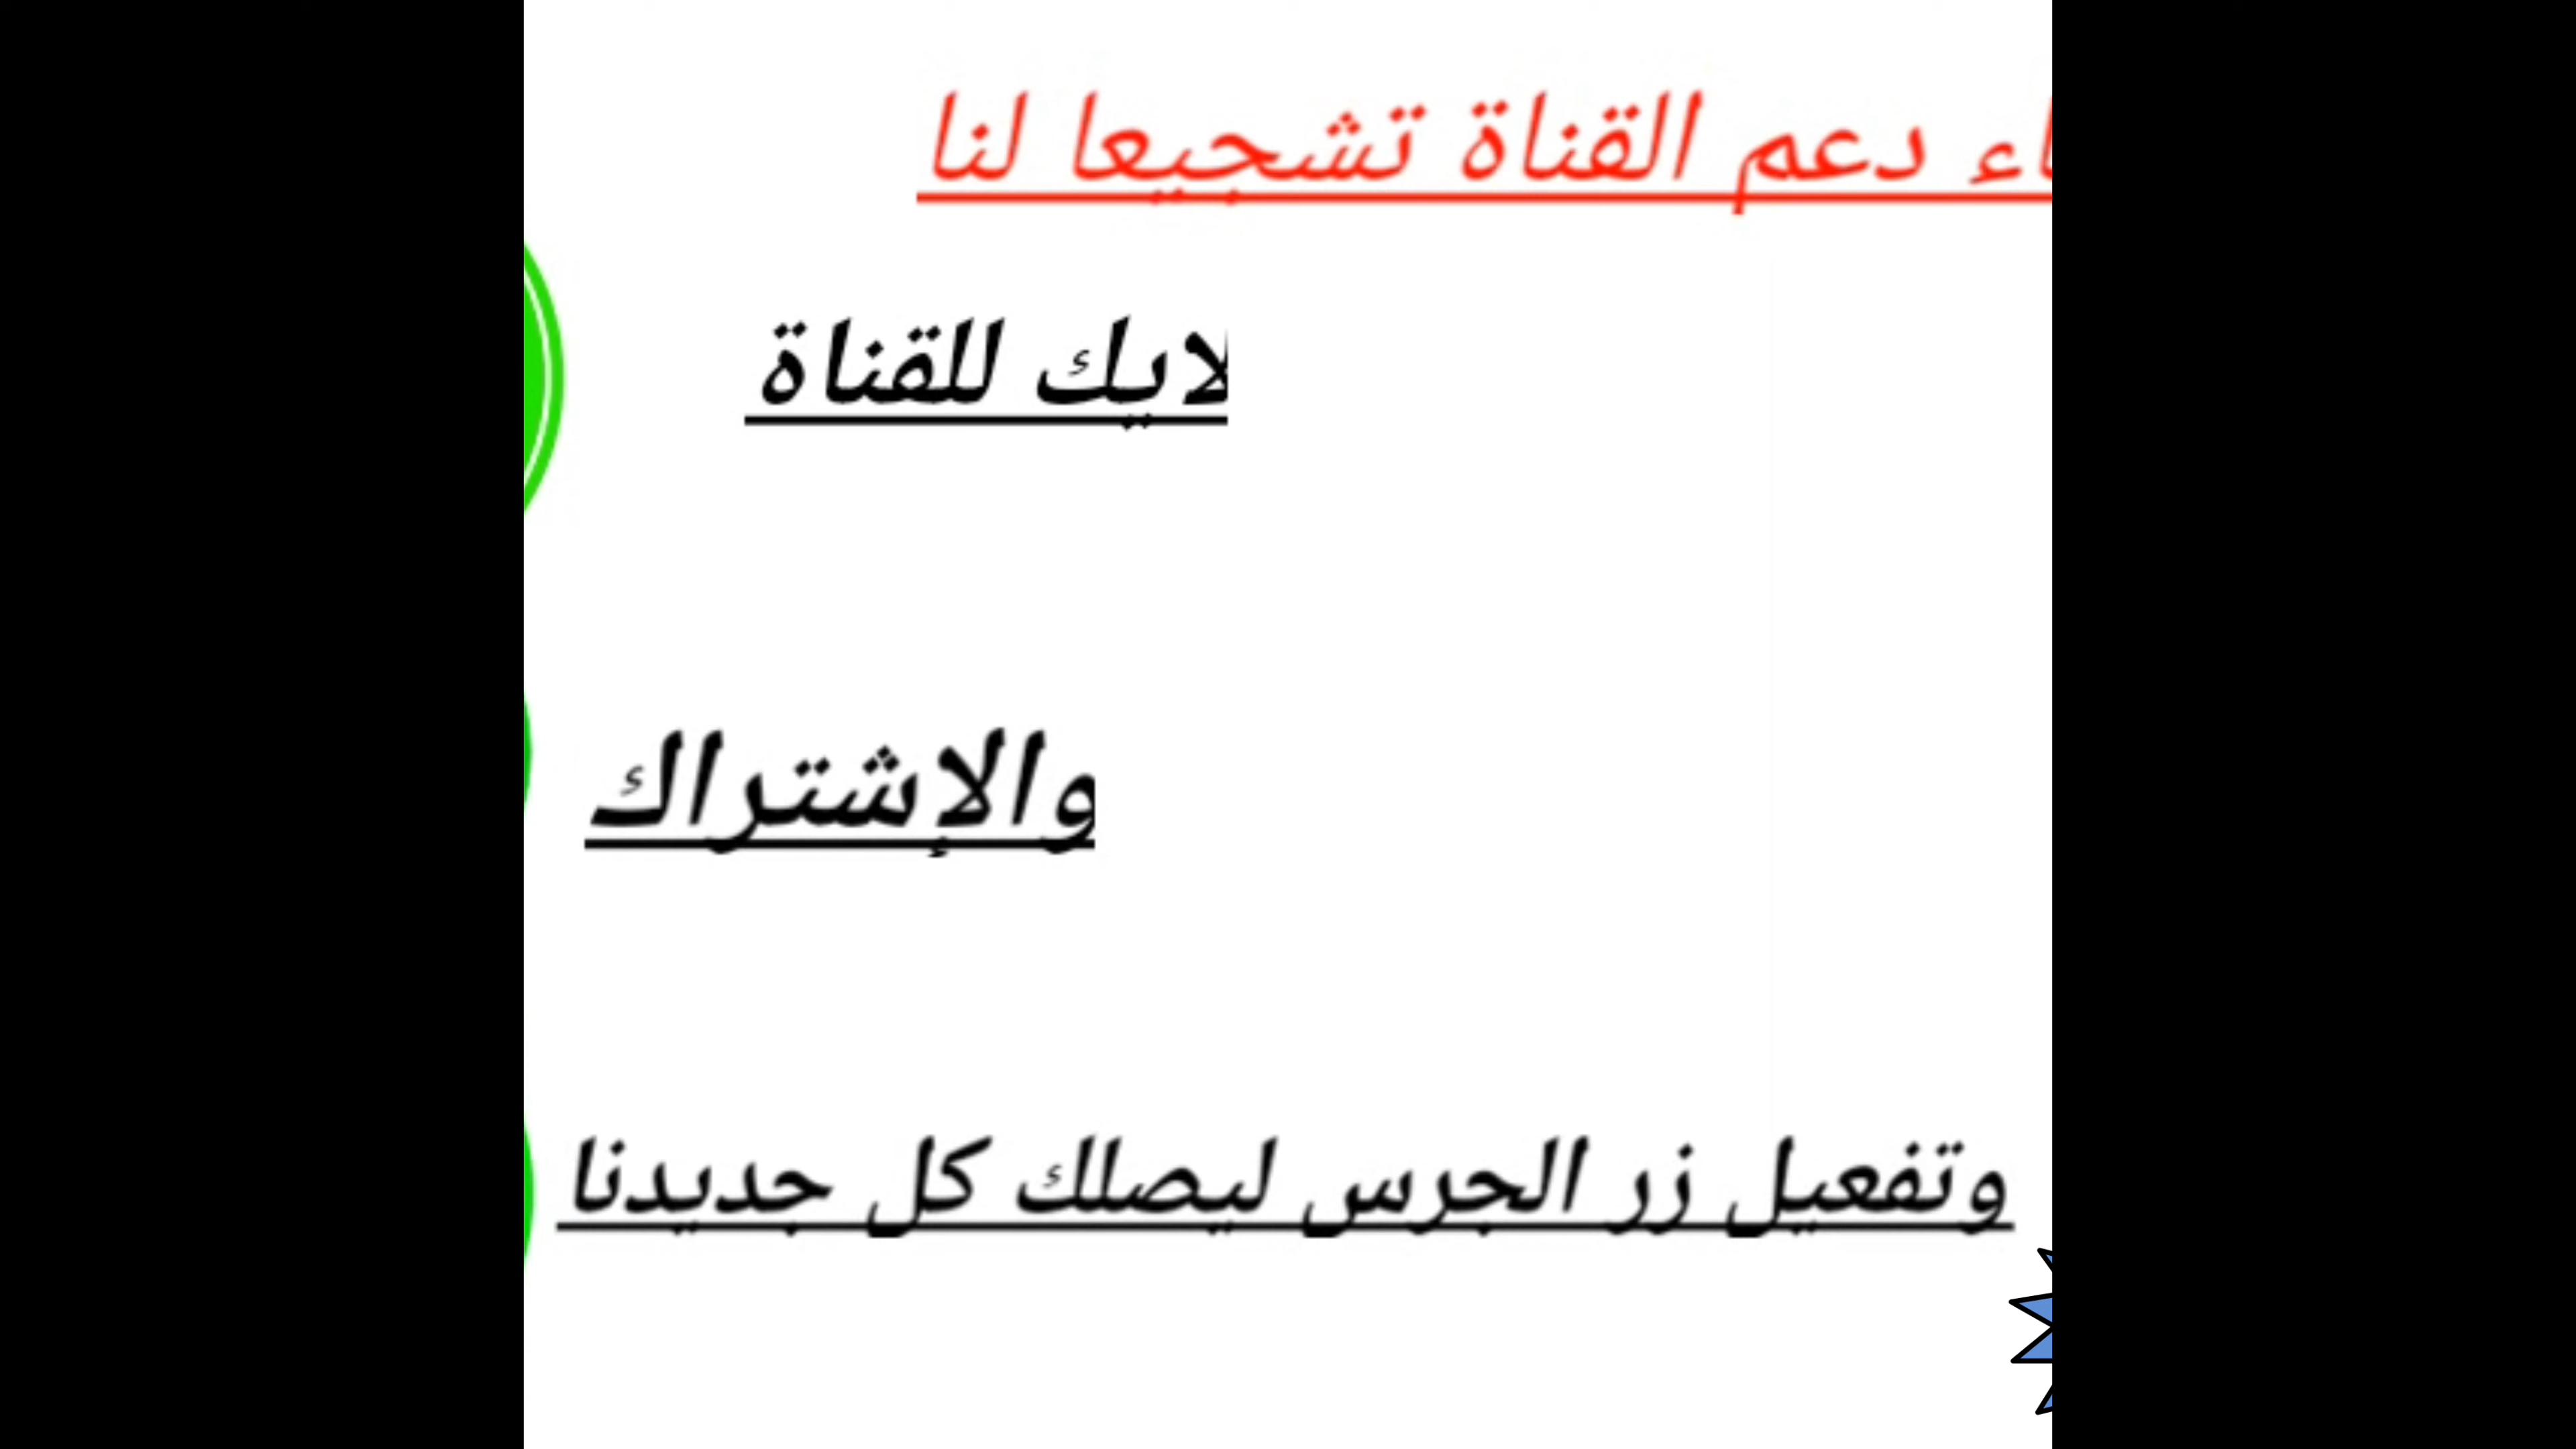 دعم القناة تشجيعا لنا
لايك للقناة
والإشتراك
وتفعيل زر الجرس ليصلك كل جديدنا